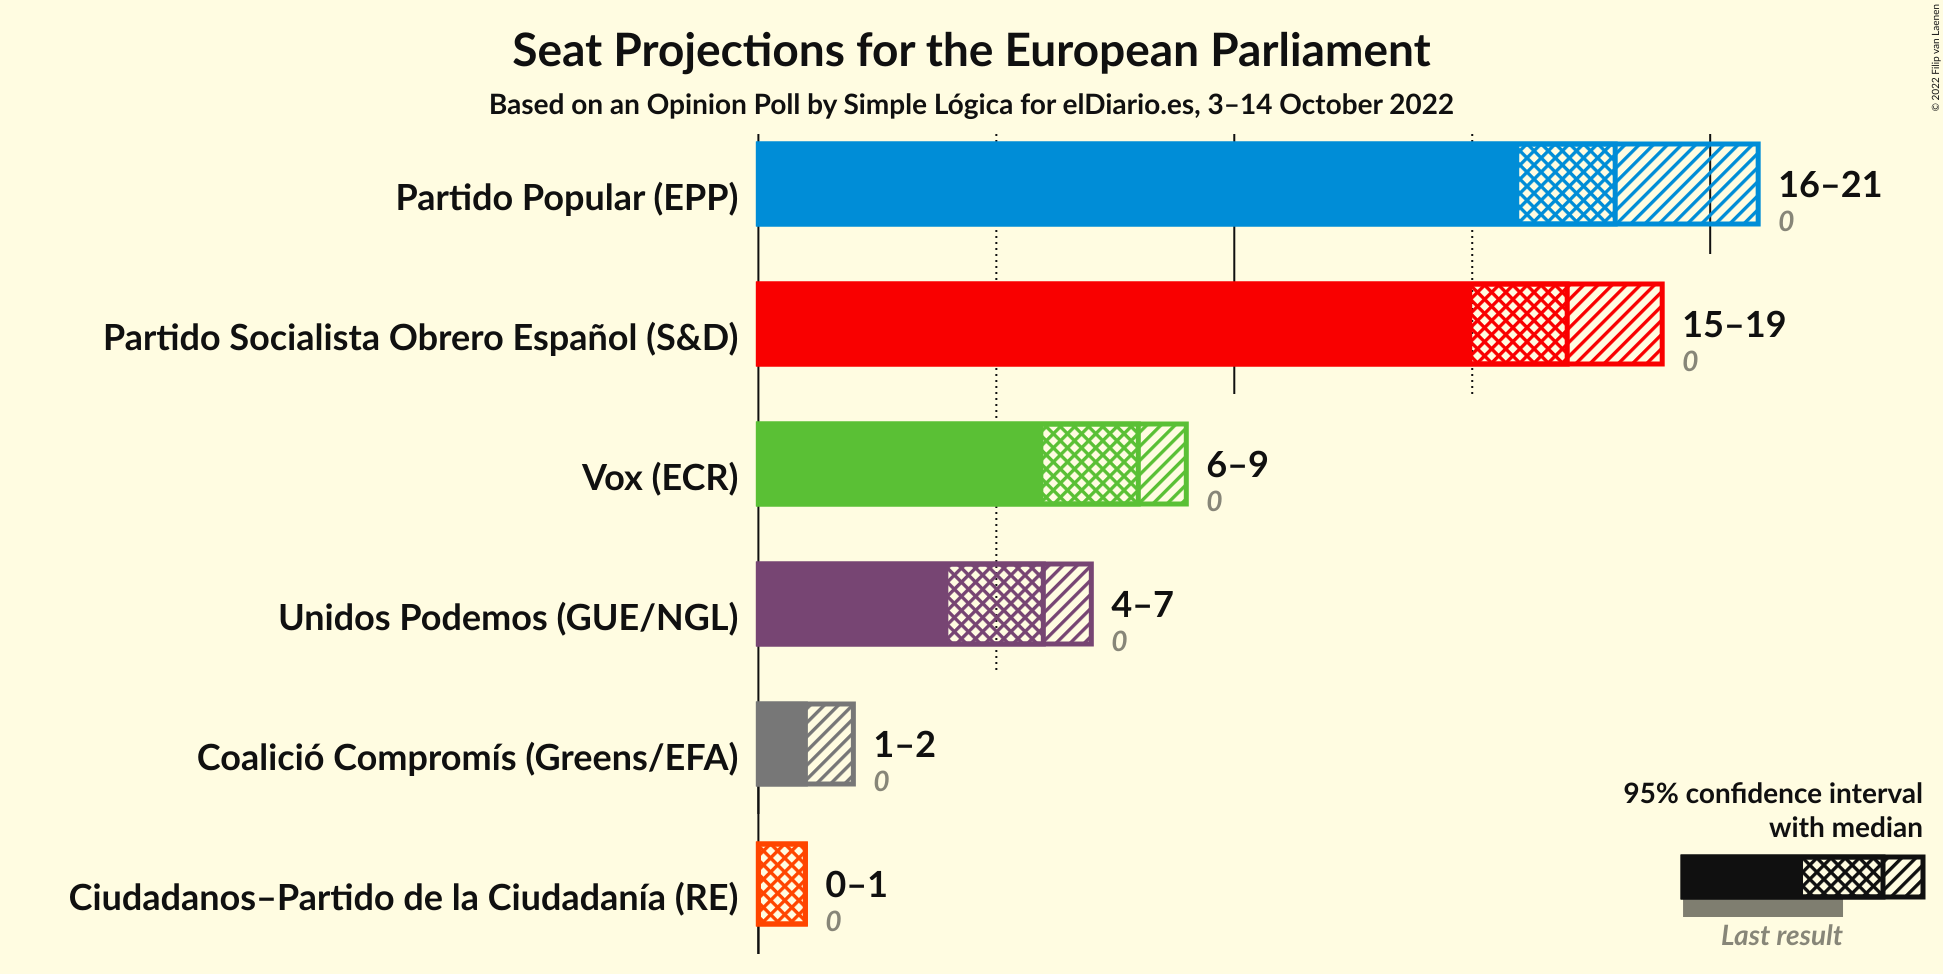 Seat Projections for the European Parliament
Based on an Opinion Poll by Simple Lógica for elDiario.es, 3–14 October 2022
© 2022 Filip van Laenen
Partido Popular (EPP)
16–21
0
Partido Socialista Obrero Español (S&D)
15–19
0
Vox (ECR)
6–9
0
Unidos Podemos (GUE/NGL)
4–7
0
Coalició Compromís (Greens/EFA)
1–2
0
Ciudadanos–Partido de la Ciudadanía (RE)
0–1
0
95% confidence interval
with median
Last result